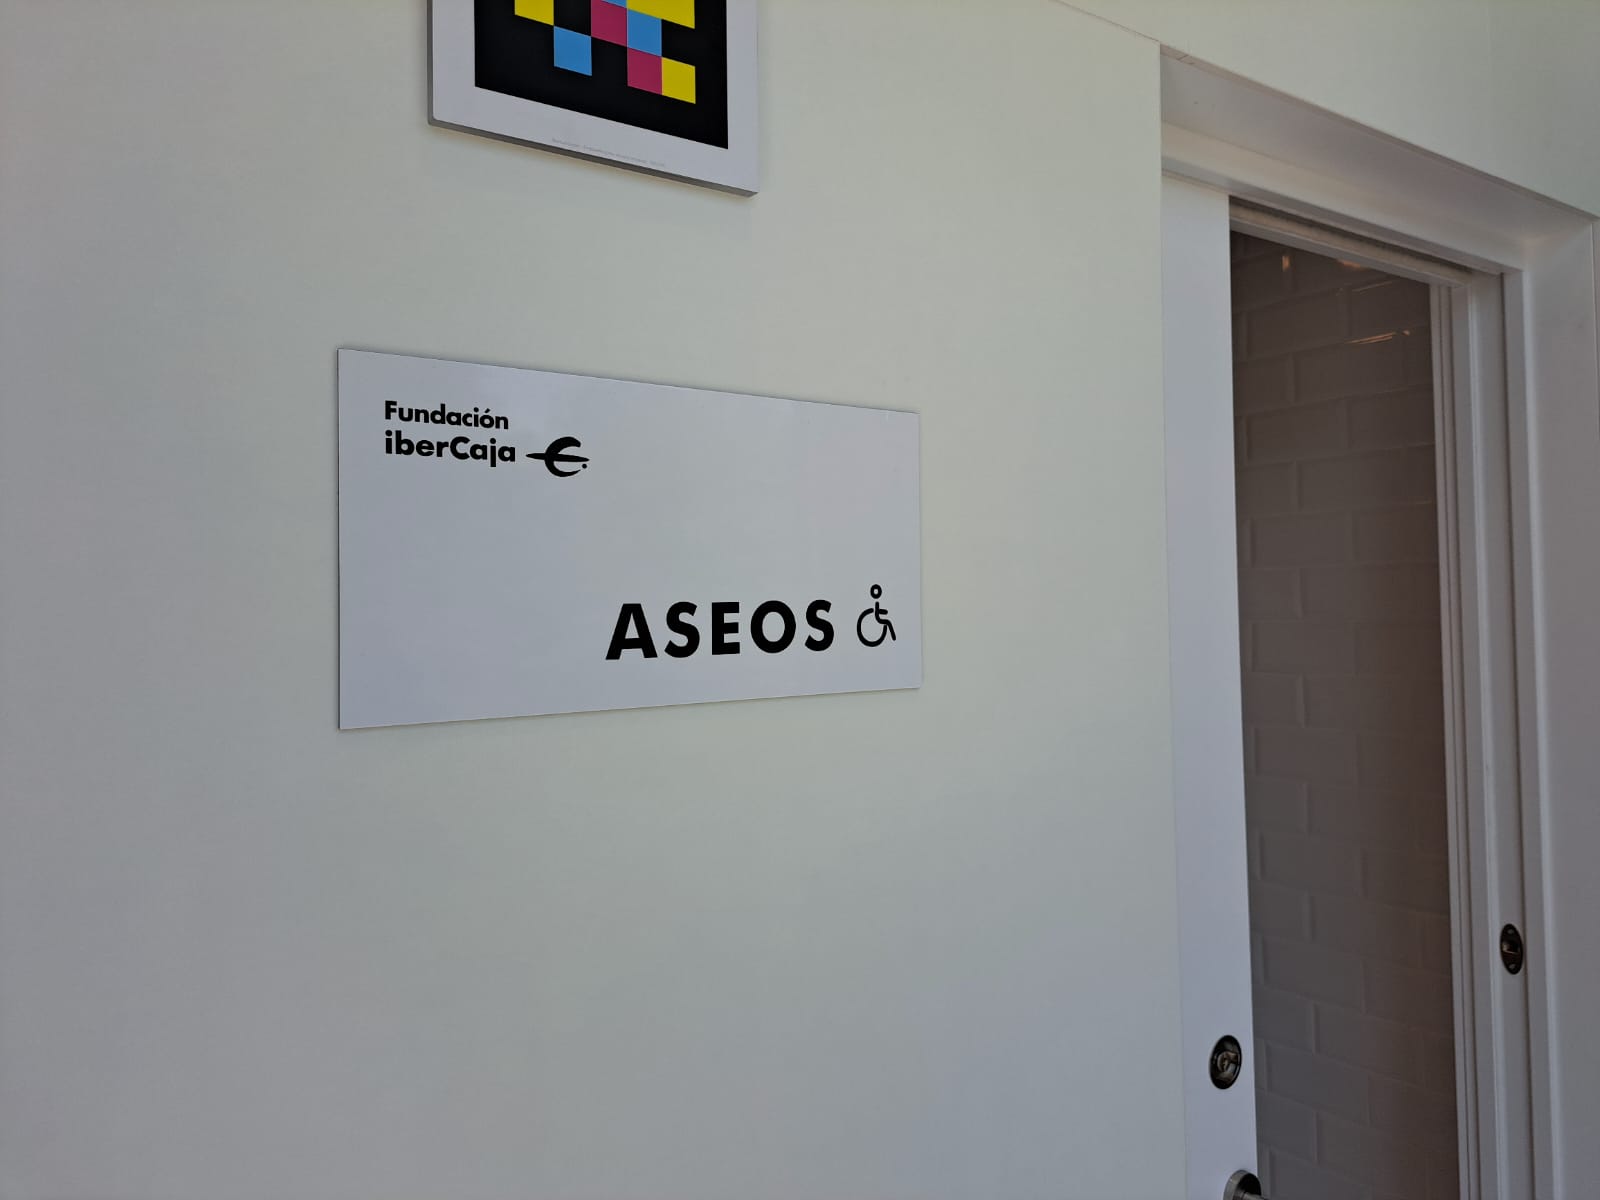 Fundación
iberCaja
ASEOS